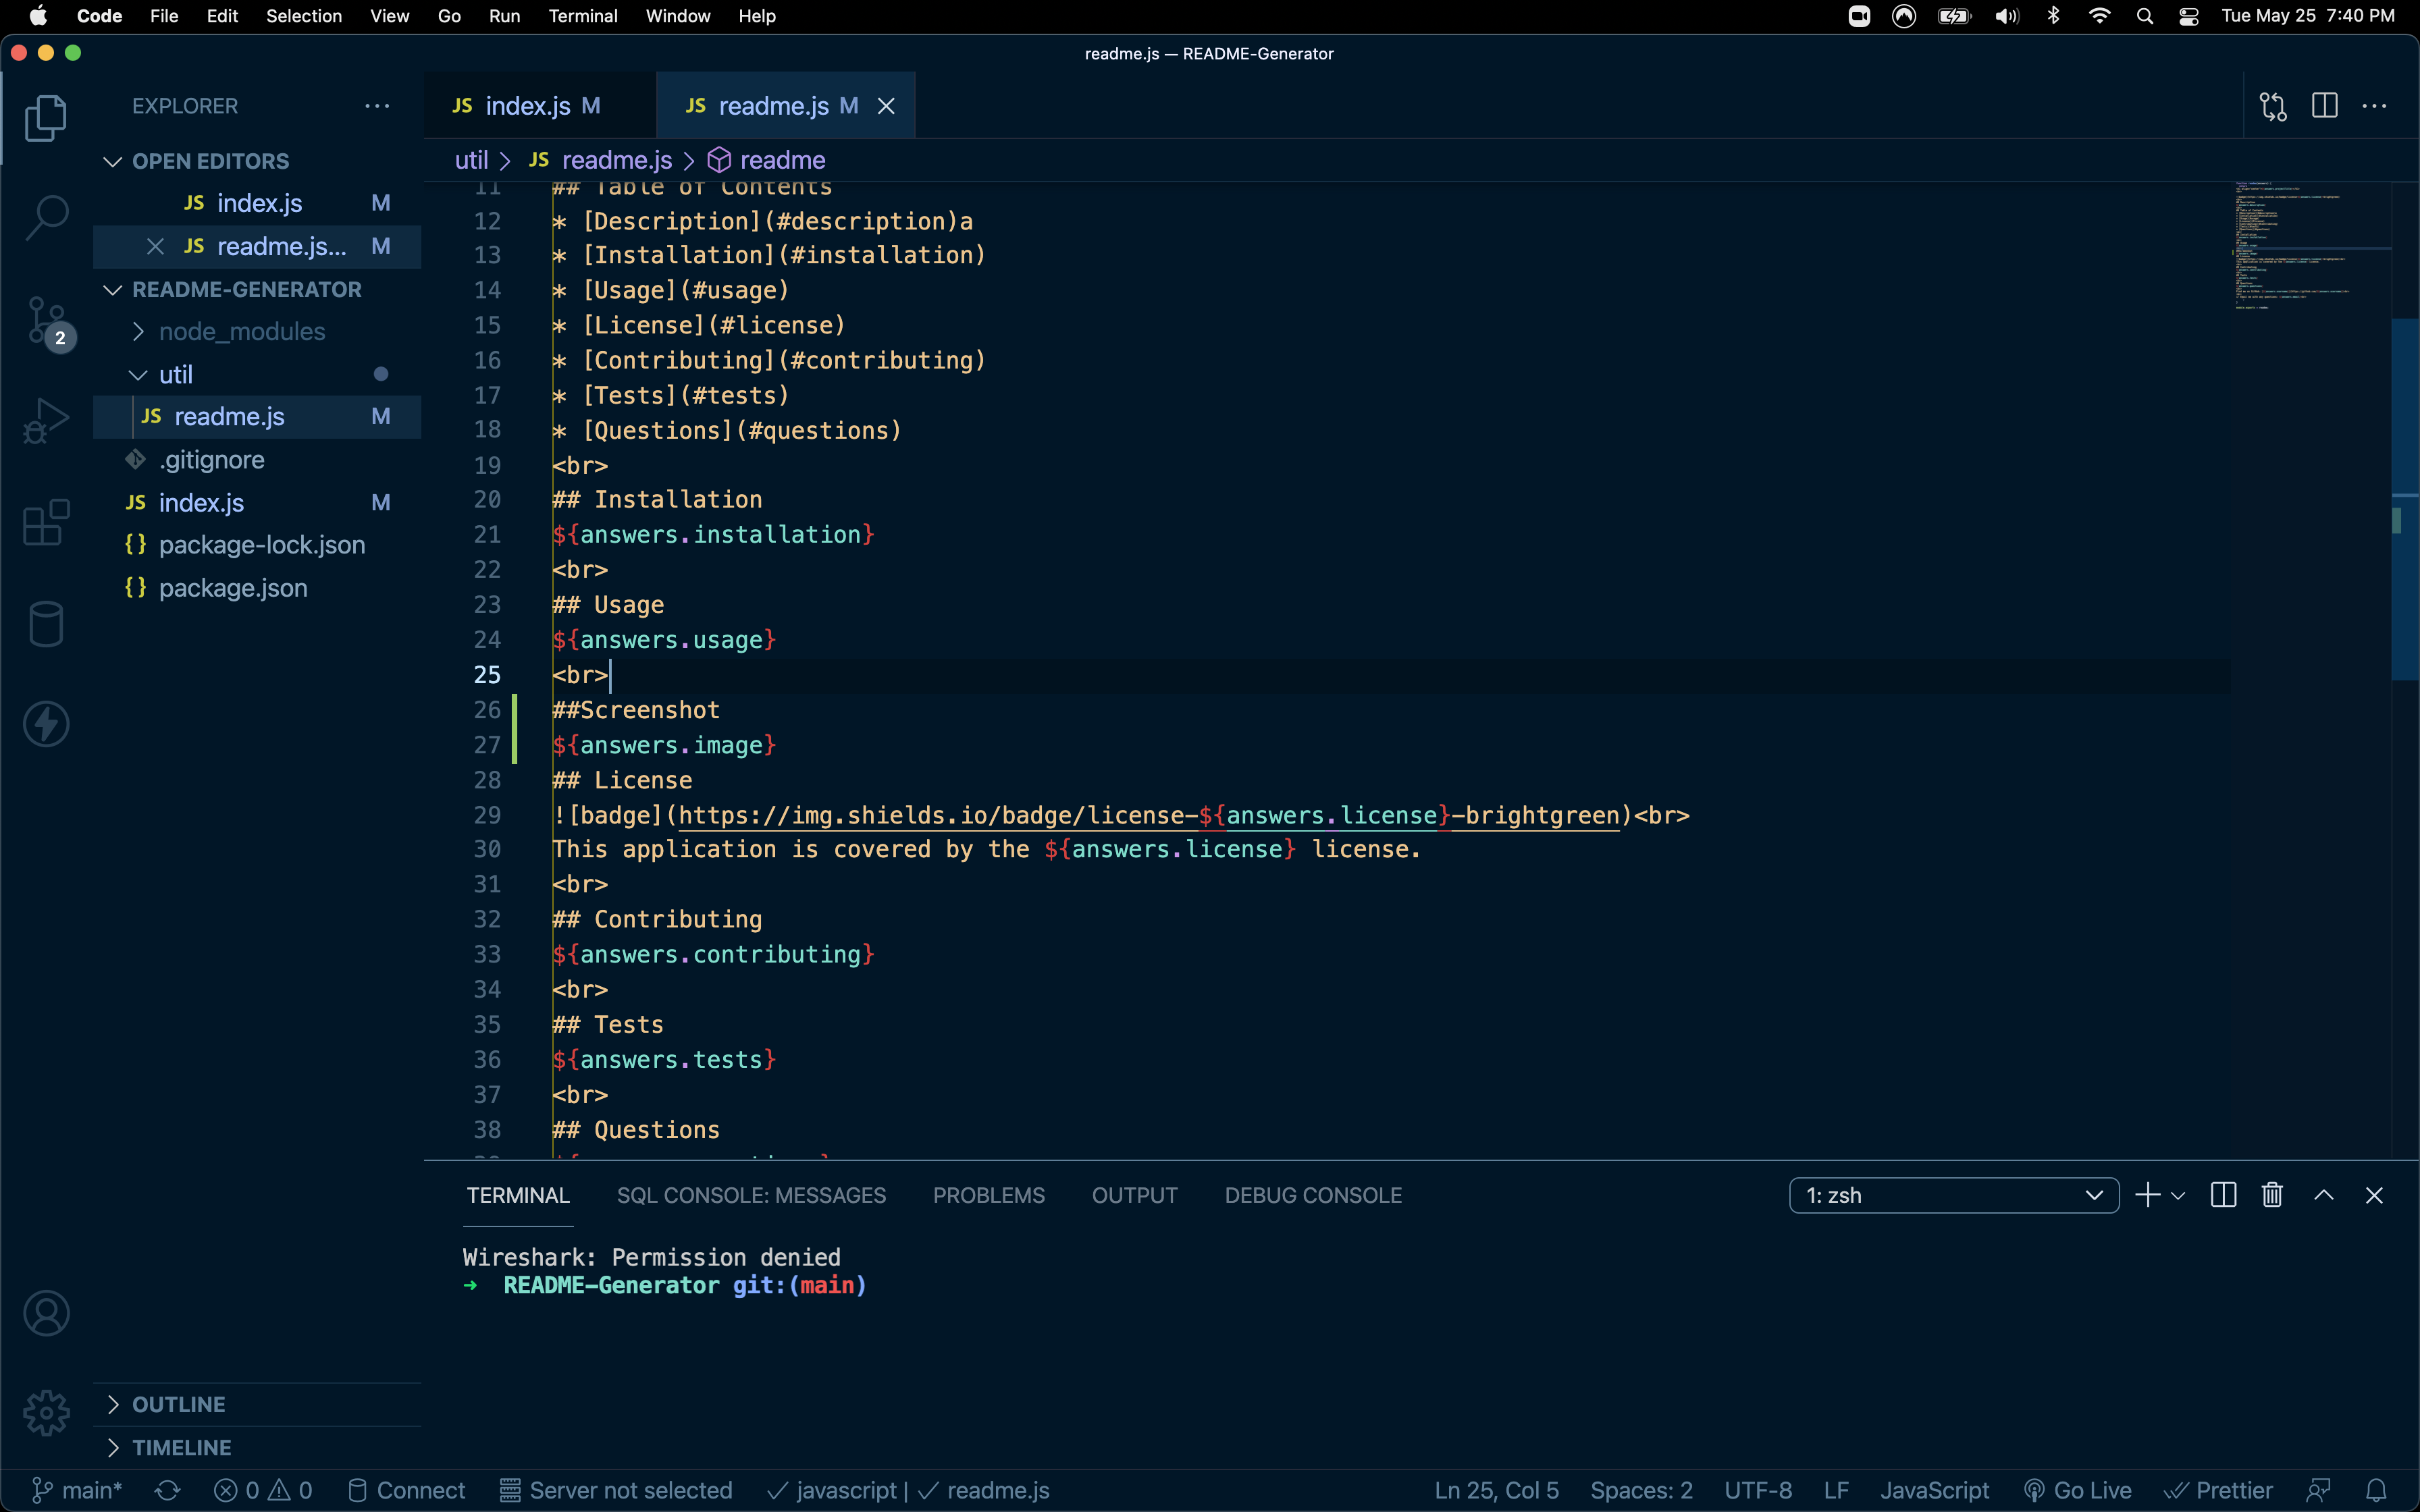 Code File Edit Selection View Go Run Terminal Window Help Tue May 25 7:40 PM
readme.js — README-Generator
EXPLORER
OPEN EDITORS
JS index.js M
JS readme.js... M
README-GENERATOR
node_modules
util
JS readme.js M
.gitignore
JS index.js M
{} package-lock.json
{} package.json
OUTLINE
TIMELINE
2
JS index.js M JS readme.js M
util > JS readme.js > readme
11 ## Table of Contents
12 * [Description](#description)a
13 * [Installation](#installation)
14 * [Usage](#usage)
15 * [License](#license)
16 * [Contributing](#contributing)
17 * [Tests](#tests)
18 * [Questions](#questions)
19 <br>
20 ## Installation
21 ${answers.installation}
22 <br>
23 ## Usage
24 ${answers.usage}
25 <br>
26 ##Screenshot
27 ${answers.image}
28 ## License
29 ![badge](https://img.shields.io/badge/license-${answers.license}-brightgreen)<br>
30 This application is covered by the ${answers.license} license.
31 <br>
32 ## Contributing
33 ${answers.contributing}
34 <br>
35 ## Tests
36 ${answers.tests}
37 <br>
38 ## Questions
TERMINAL SQL CONSOLE: MESSAGES PROBLEMS OUTPUT DEBUG CONSOLE 1: zsh
Wireshark: Permission denied
➜ README-Generator git:(main)
main* 0 0 Connect Server not selected ✓ javascript | ✓ readme.js Ln 25, Col 5 Spaces: 2 UTF-8 LF JavaScript Go Live Prettier